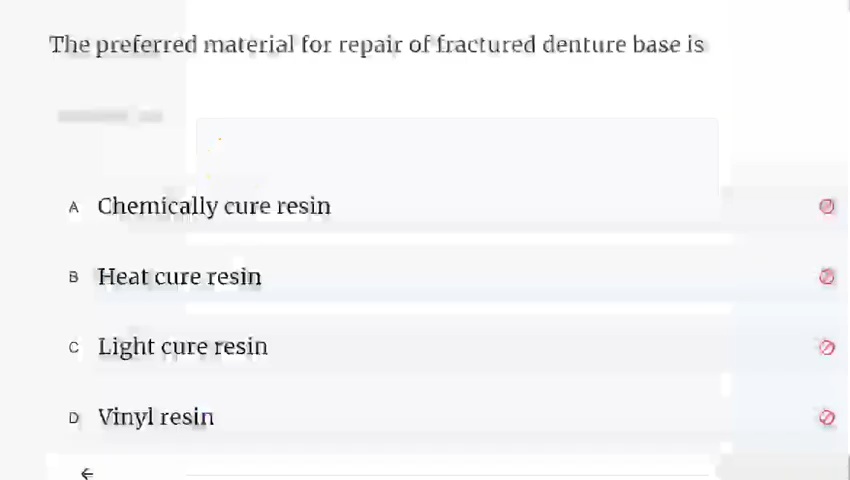 The preferred material for repair of fractured denture base is
A Chemically cure resin
B Heat cure resin
C Light cure resin
D Vinyl resin